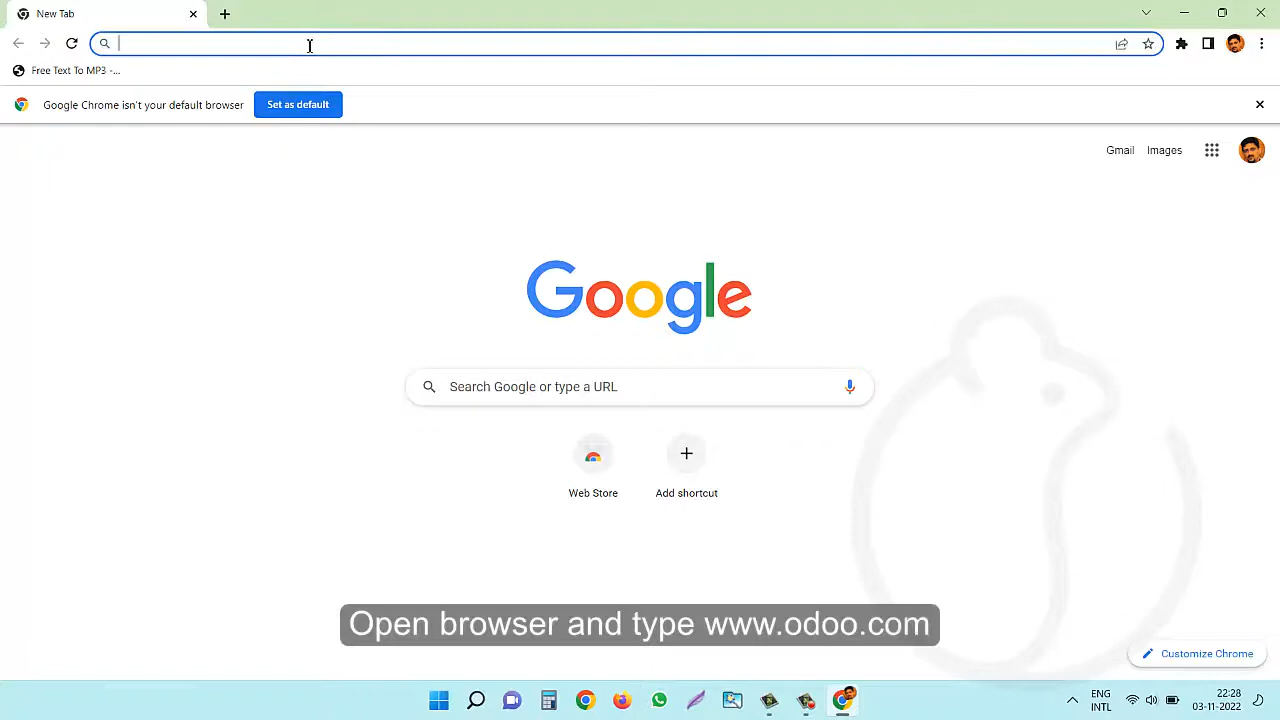 New Tab
Free Text To MP3 -...
Google Chrome isn't your default browser
Set as default
Gmail
Images
Google
Search Google or type a URL
Web Store
Add shortcut
Open browser and type www.odoo.com
Customize Chrome
ENG
INTL
22:28
03-11-2022